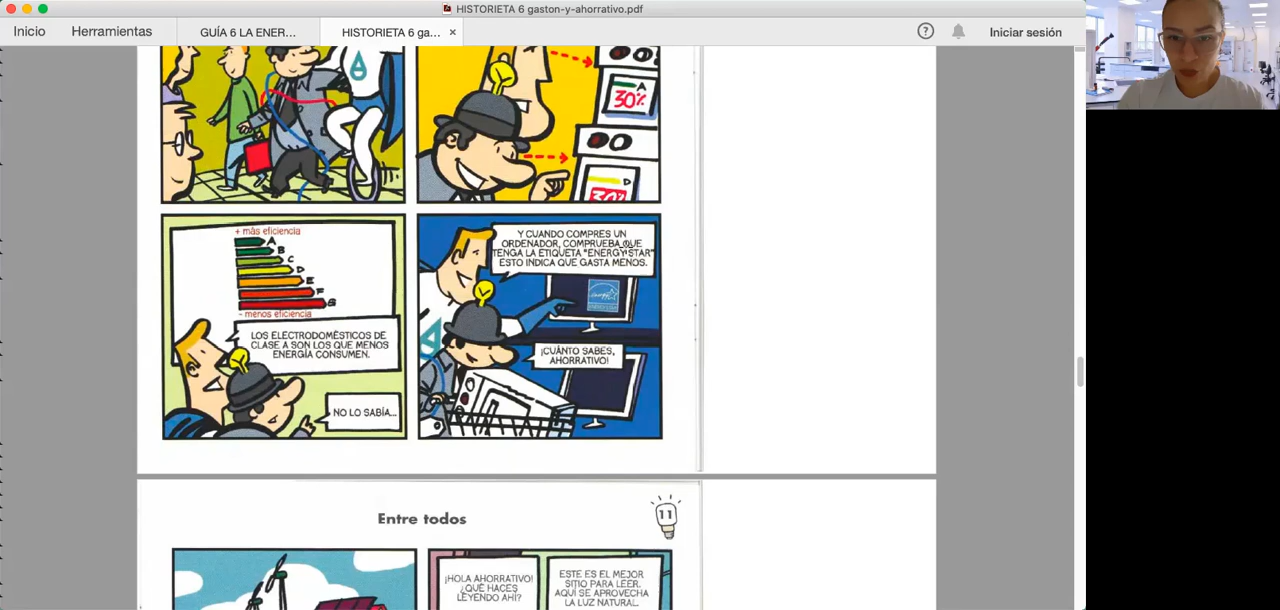 HISTORIETA 6 gaston-y-ahorrativo.pdf
Inicio
Herramientas
GUÍA 6 LA ENER...
HISTORIETA 6 ga...
×
?
Iniciar sesión
A
30%
D
30%
+ más eficiencia
A
B
C
D
E
F
G
- menos eficiencia
LOS ELECTRODOMÉSTICOS DE
CLASE A SON LOS QUE MENOS
ENERGÍA CONSUMEN.
NO LO SABÍA...
Y CUANDO COMPRES UN
ORDENADOR, COMPRUEBA QUE
TENGA LA ETIQUETA "ENERGY STAR"
ESTO INDICA QUE GASTA MENOS.
¡CUÁNTO SABES,
AHORRATIVO!
Entre todos
11
¡HOLA AHORRATIVO!
¿QUÉ HACES
LEYENDO AHÍ?
ESTE ES EL MEJOR
SITIO PARA LEER.
AQUÍ SE APROVECHA
LA LUZ NATURAL.